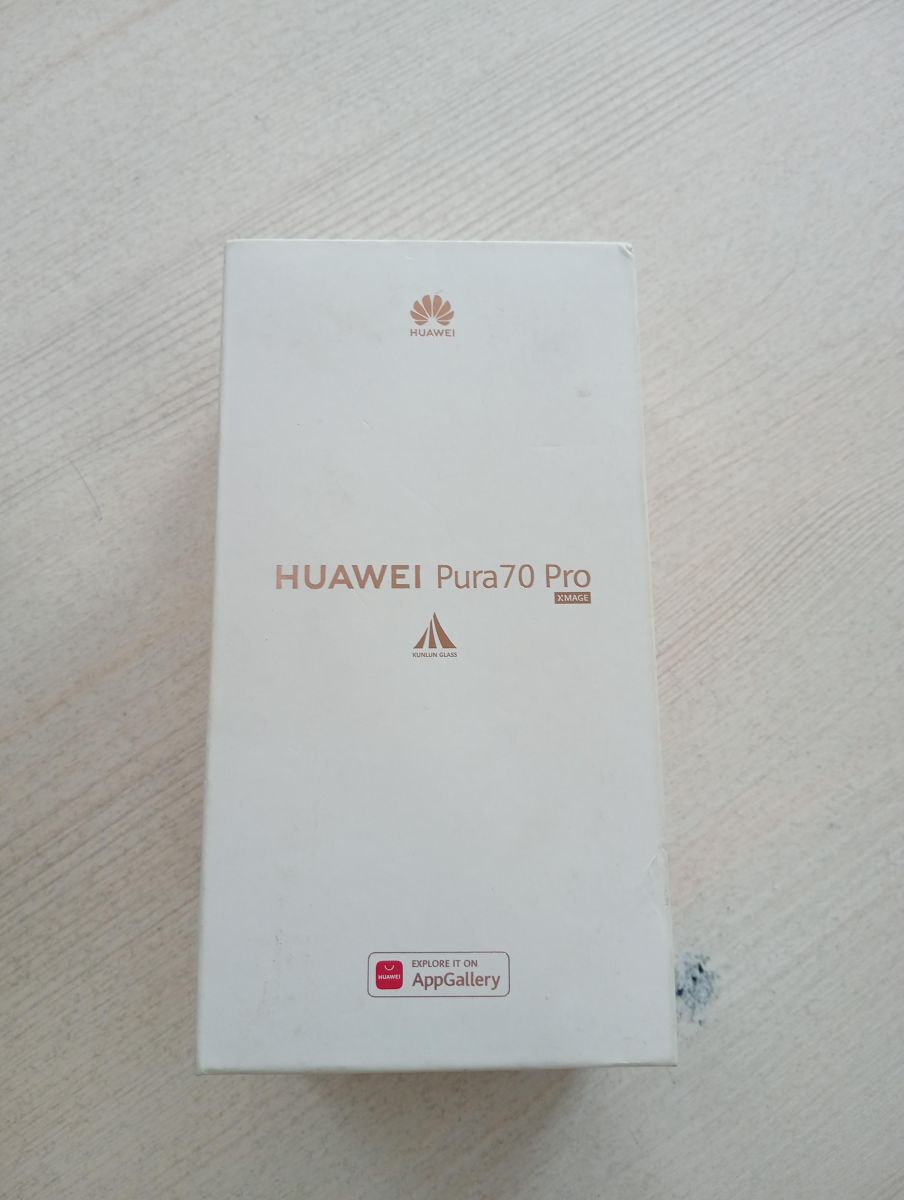 HUAWEI
HUAWEI Pura70 Pro
XMAGE
KUNLUN GLASS
HUAWEI
EXPLORE IT ON
AppGallery